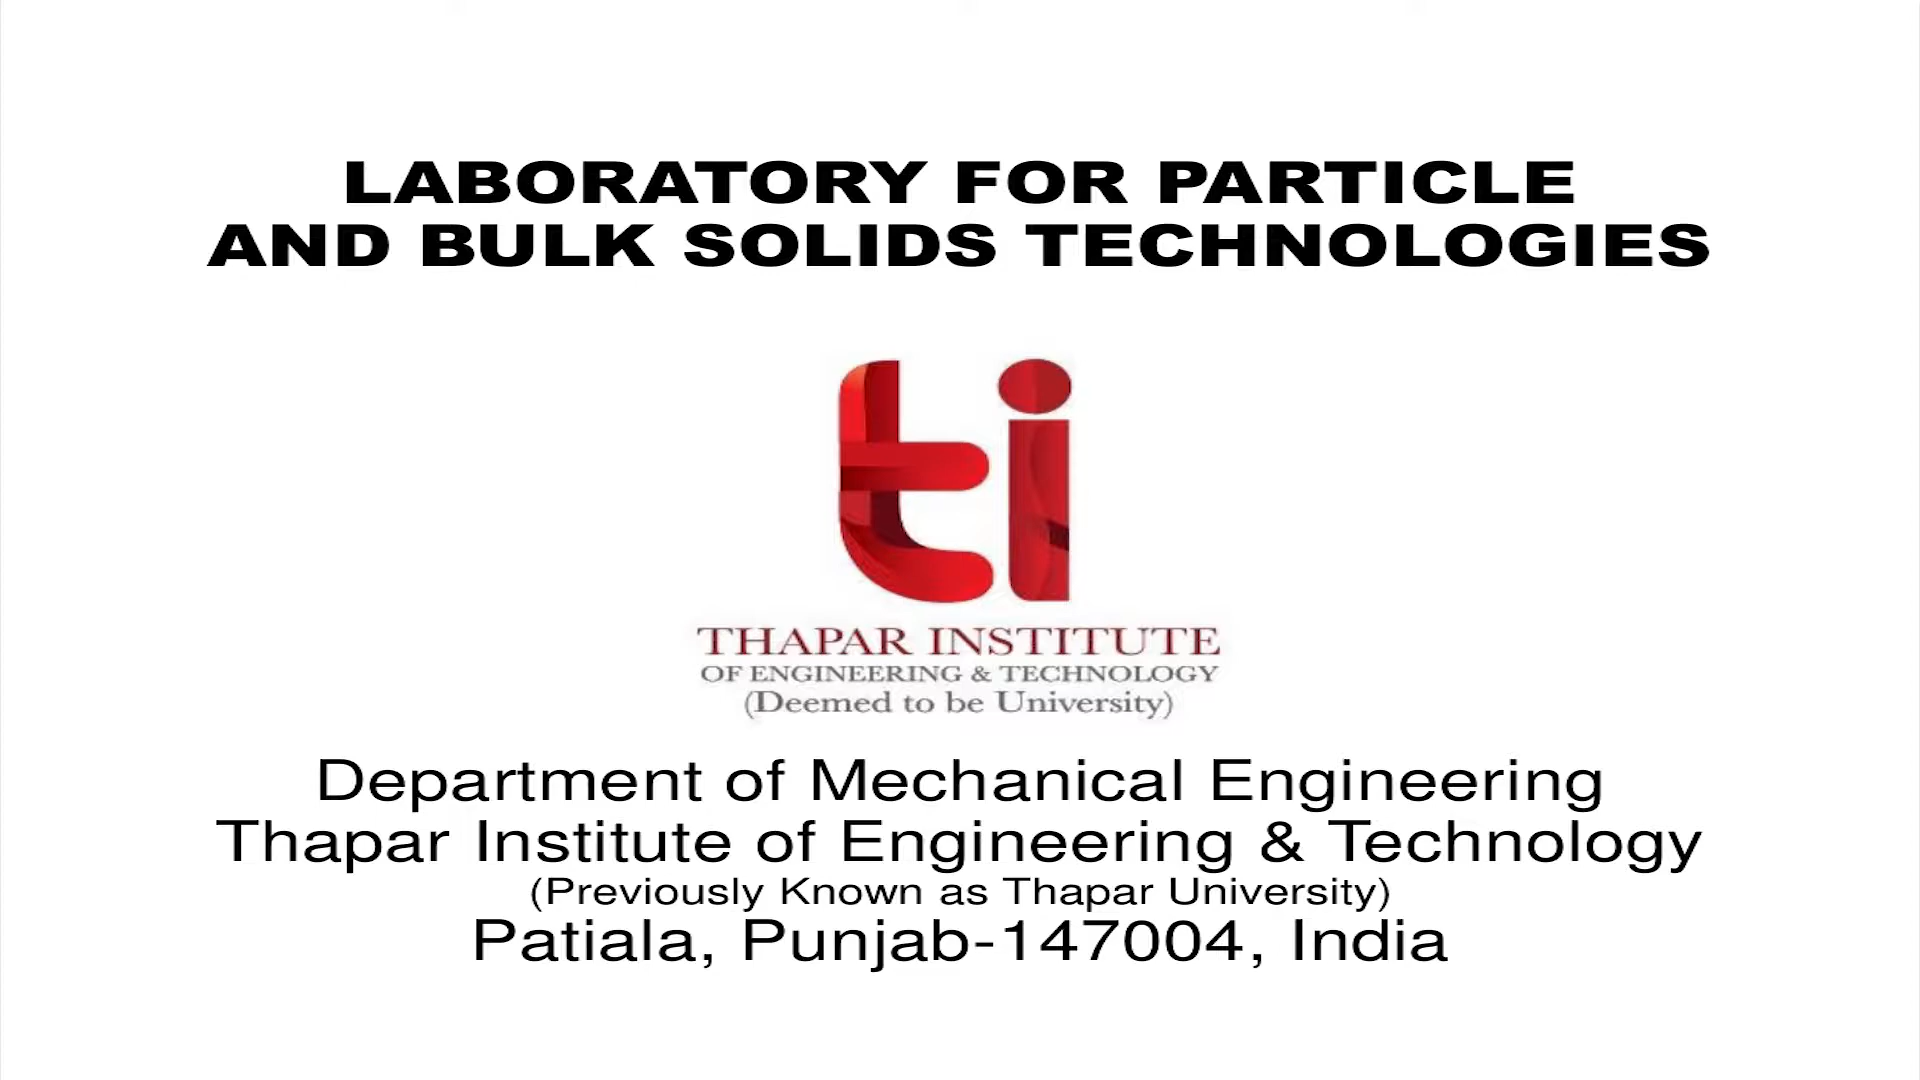 LABORATORY FOR PARTICLE
AND BULK SOLIDS TECHNOLOGIES
ti
THAPAR INSTITUTE
OF ENGINEERING & TECHNOLOGY
(Deemed to be University)
Department of Mechanical Engineering
Thapar Institute of Engineering & Technology
(Previously Known as Thapar University)
Patiala, Punjab-147004, India